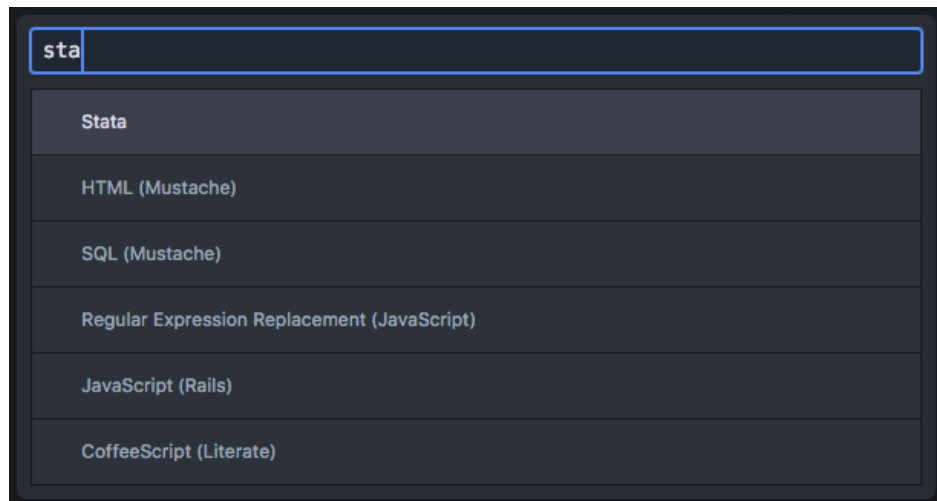 sta
Stata
HTML (Mustache)
SQL (Mustache)
Regular Expression Replacement (JavaScript)
JavaScript (Rails)
CoffeeScript (Literate)